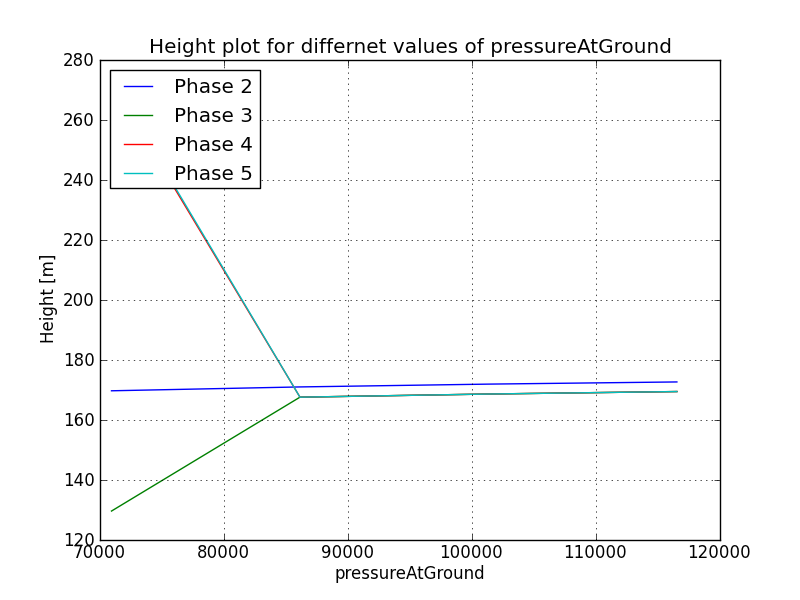 Height plot for differnet values of pressureAtGround
280
260
240
220
200
180
160
140
120
Height [m]
Phase 2
Phase 3
Phase 4
Phase 5
70000 80000 90000 100000 110000 120000
pressureAtGround